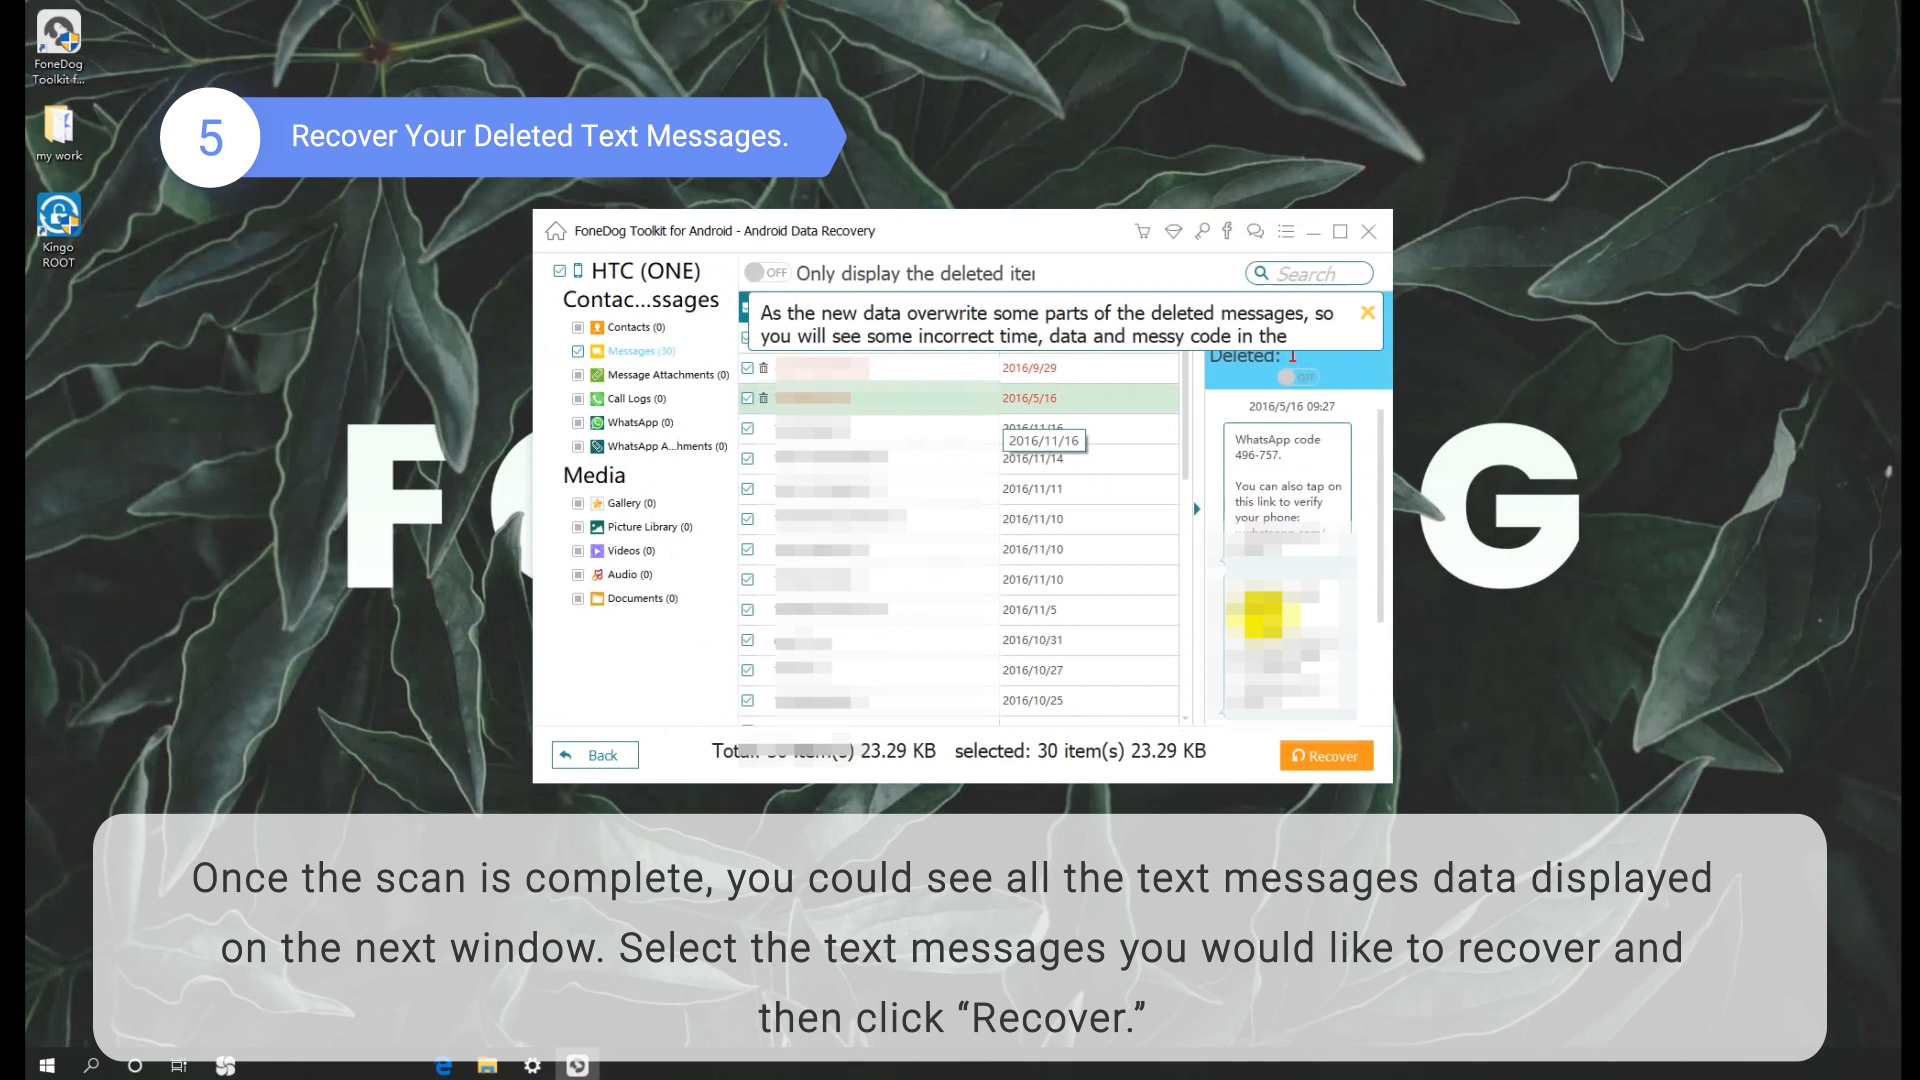 FoneDog
Toolkit f...
my work
Kingo
ROOT
5
Recover Your Deleted Text Messages.
F
G
FoneDog Toolkit for Android - Android Data Recovery
HTC (ONE)
Contac...ssages
Contacts (0)
Messages (30)
Message Attachments (0)
Call Logs (0)
WhatsApp (0)
WhatsApp A...hments (0)
Media
Gallery (0)
Picture Library (0)
Videos (0)
Audio (0)
Documents (0)
OFF Only display the deleted iter
Search
As the new data overwrite some parts of the deleted messages, so
you will see some incorrect time, data and messy code in the
Deleted: 1
OFF
2016/9/29
2016/5/16
2016/11/16
2016/11/16
2016/11/14
2016/11/11
2016/11/10
2016/11/10
2016/11/10
2016/11/5
2016/10/31
2016/10/27
2016/10/25
2016/5/16 09:27
WhatsApp code
496-757.
You can also tap on
this link to verify
your phone:
Back
23.29 KB selected: 30 item(s) 23.29 KB
Recover
Once the scan is complete, you could see all the text messages data displayed
on the next window. Select the text messages you would like to recover and
then click “Recover.”